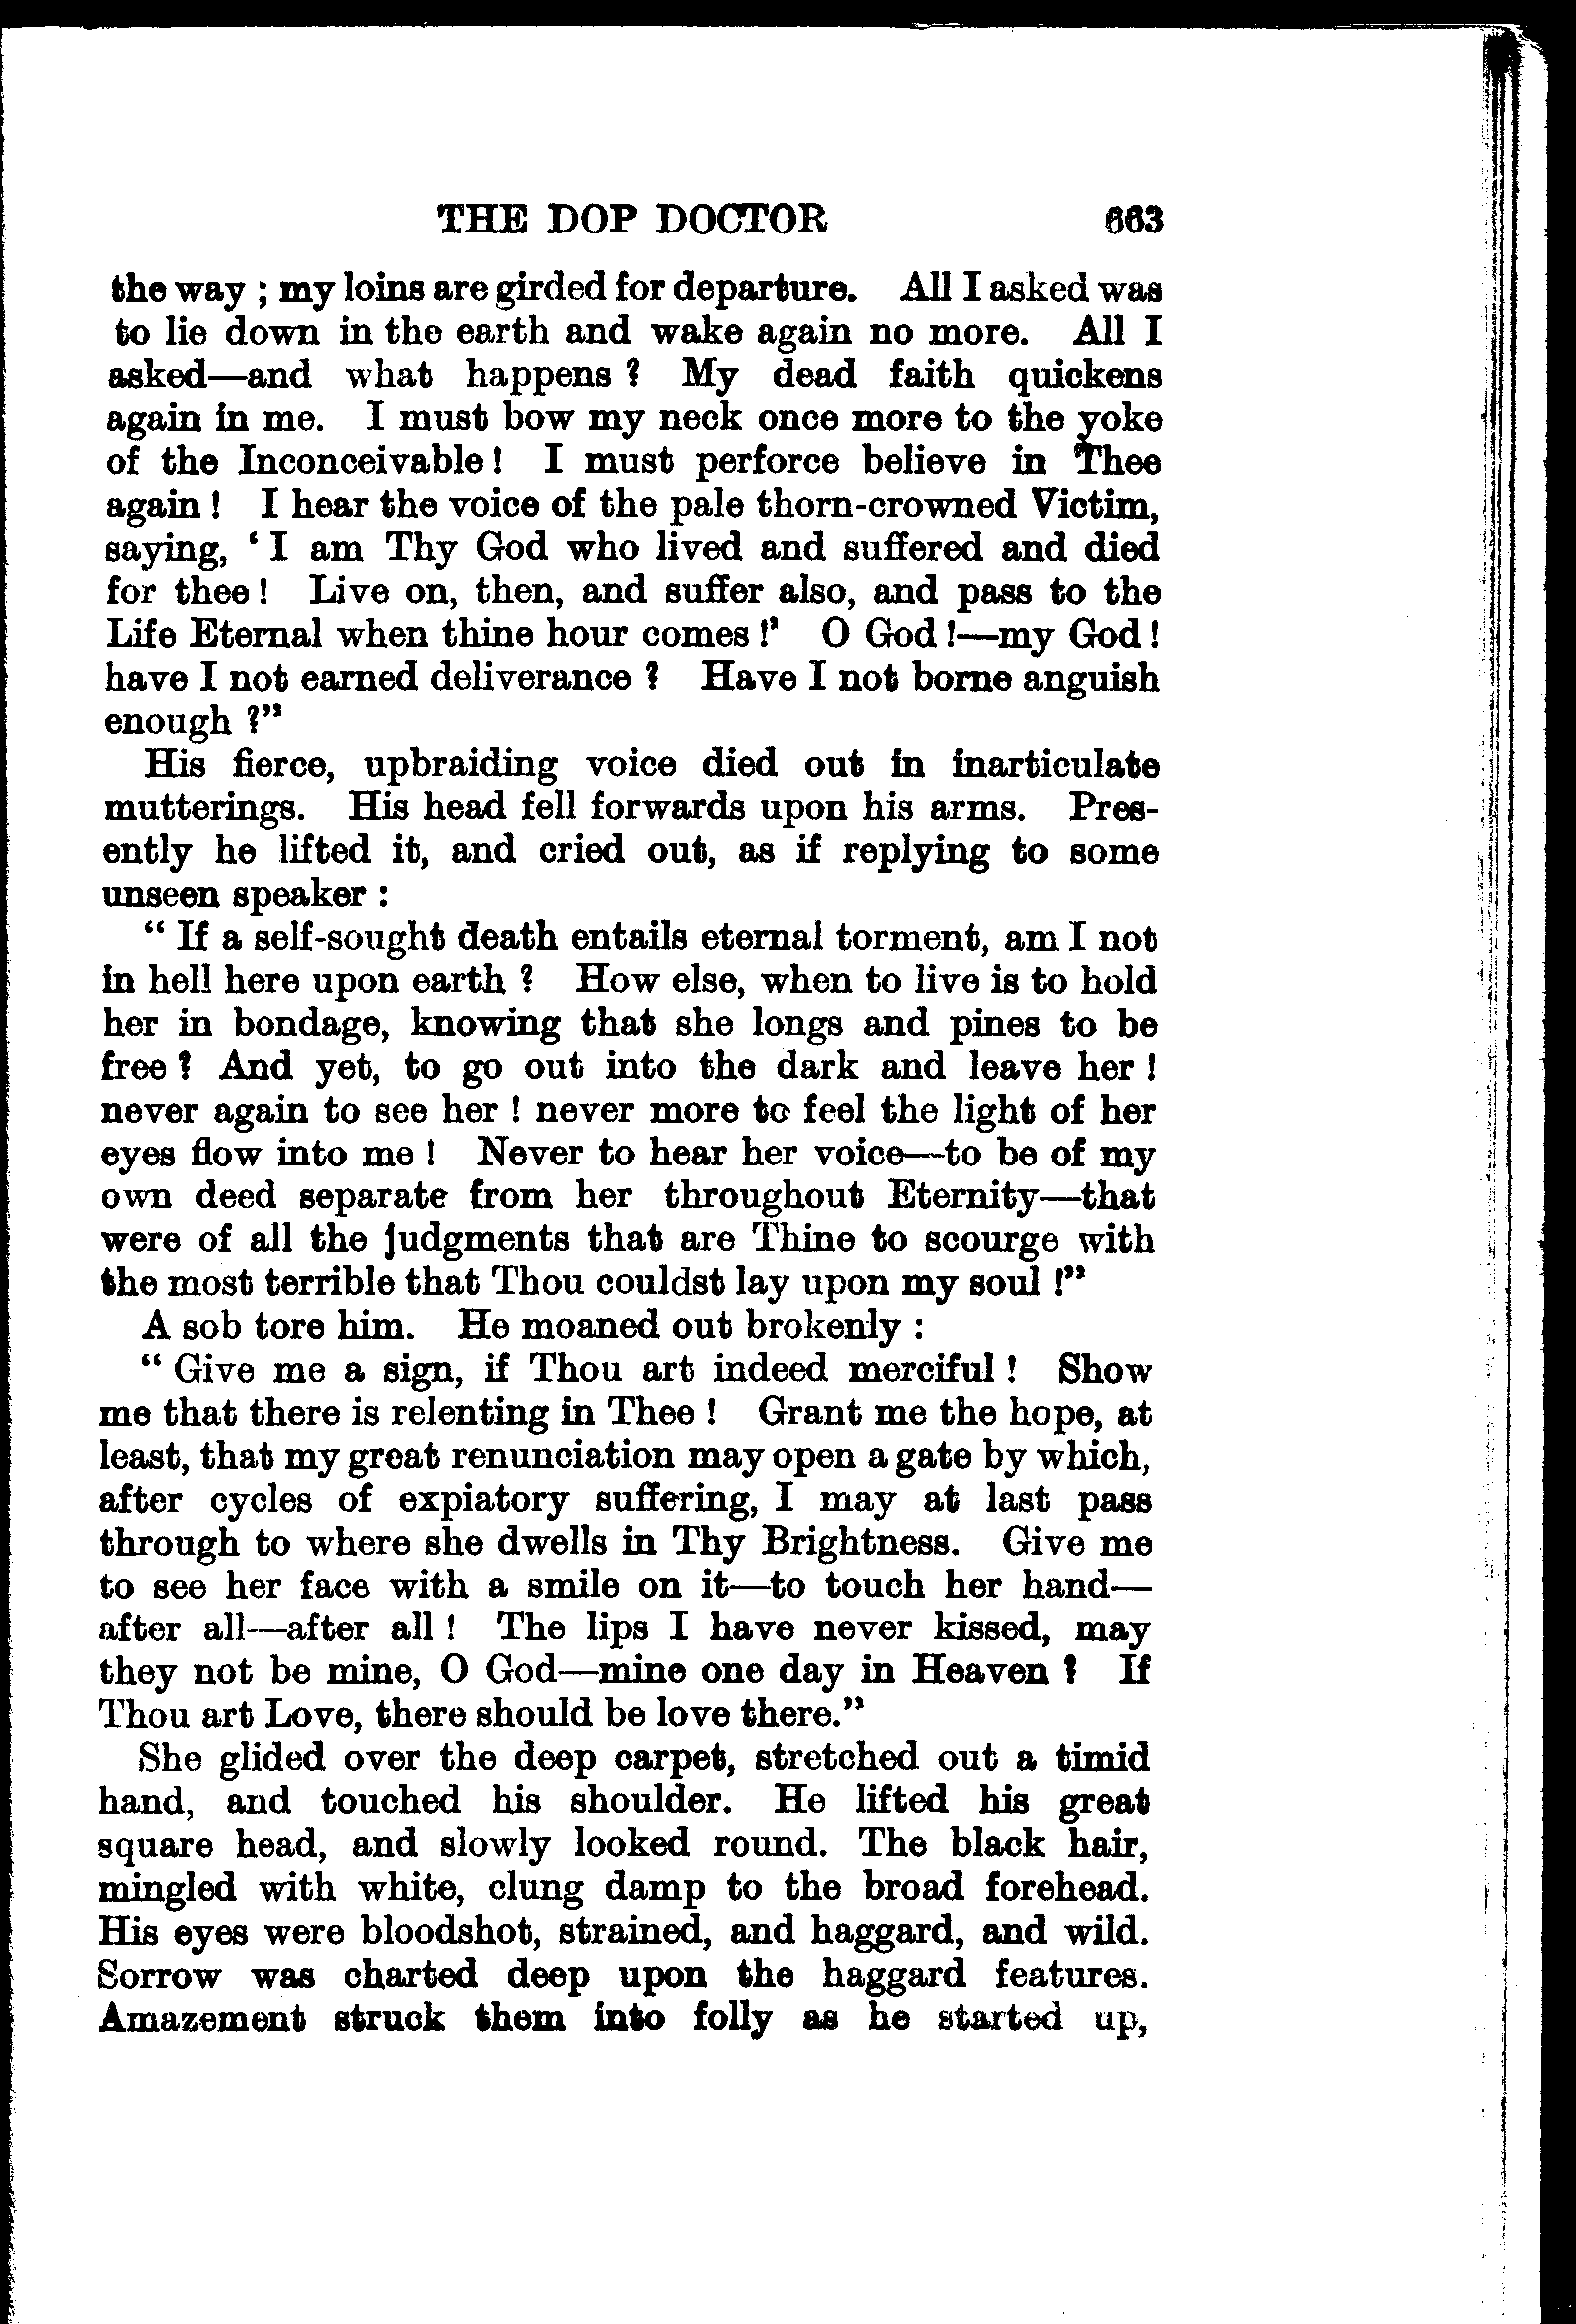 THE DOP DOCTOR 663
the way ; my loins are girded for departure. All I asked was
to lie down in the earth and wake again no more. All I
asked—and what happens ? My dead faith quickens
again in me. I must bow my neck once more to the yoke
of the Inconceivable ! I must perforce believe in Thee
again ! I hear the voice of the pale thorn-crowned Victim,
saying, ‘ I am Thy God who lived and suffered and died
for thee ! Live on, then, and suffer also, and pass to the
Life Eternal when thine hour comes !’ O God !—my God !
have I not earned deliverance ? Have I not borne anguish
enough ?”
His fierce, upbraiding voice died out in inarticulate
mutterings. His head fell forwards upon his arms. Pres-
ently he lifted it, and cried out, as if replying to some
unseen speaker :
“ If a self-sought death entails eternal torment, am I not
in hell here upon earth ? How else, when to live is to hold
her in bondage, knowing that she longs and pines to be
free ? And yet, to go out into the dark and leave her !
never again to see her ! never more to feel the light of her
eyes flow into me ! Never to hear her voice—to be of my
own deed separate from her throughout Eternity—that
were of all the judgments that are Thine to scourge with
the most terrible that Thou couldst lay upon my soul !”
A sob tore him. He moaned out brokenly :
“ Give me a sign, if Thou art indeed merciful ! Show
me that there is relenting in Thee ! Grant me the hope, at
least, that my great renunciation may open a gate by which,
after cycles of expiatory suffering, I may at last pass
through to where she dwells in Thy Brightness. Give me
to see her face with a smile on it—to touch her hand—
after all—after all ! The lips I have never kissed, may
they not be mine, O God—mine one day in Heaven ? If
Thou art Love, there should be love there.”
She glided over the deep carpet, stretched out a timid
hand, and touched his shoulder. He lifted his great
square head, and slowly looked round. The black hair,
mingled with white, clung damp to the broad forehead.
His eyes were bloodshot, strained, and haggard, and wild.
Sorrow was charted deep upon the haggard features.
Amazement struck them into folly as he started up,